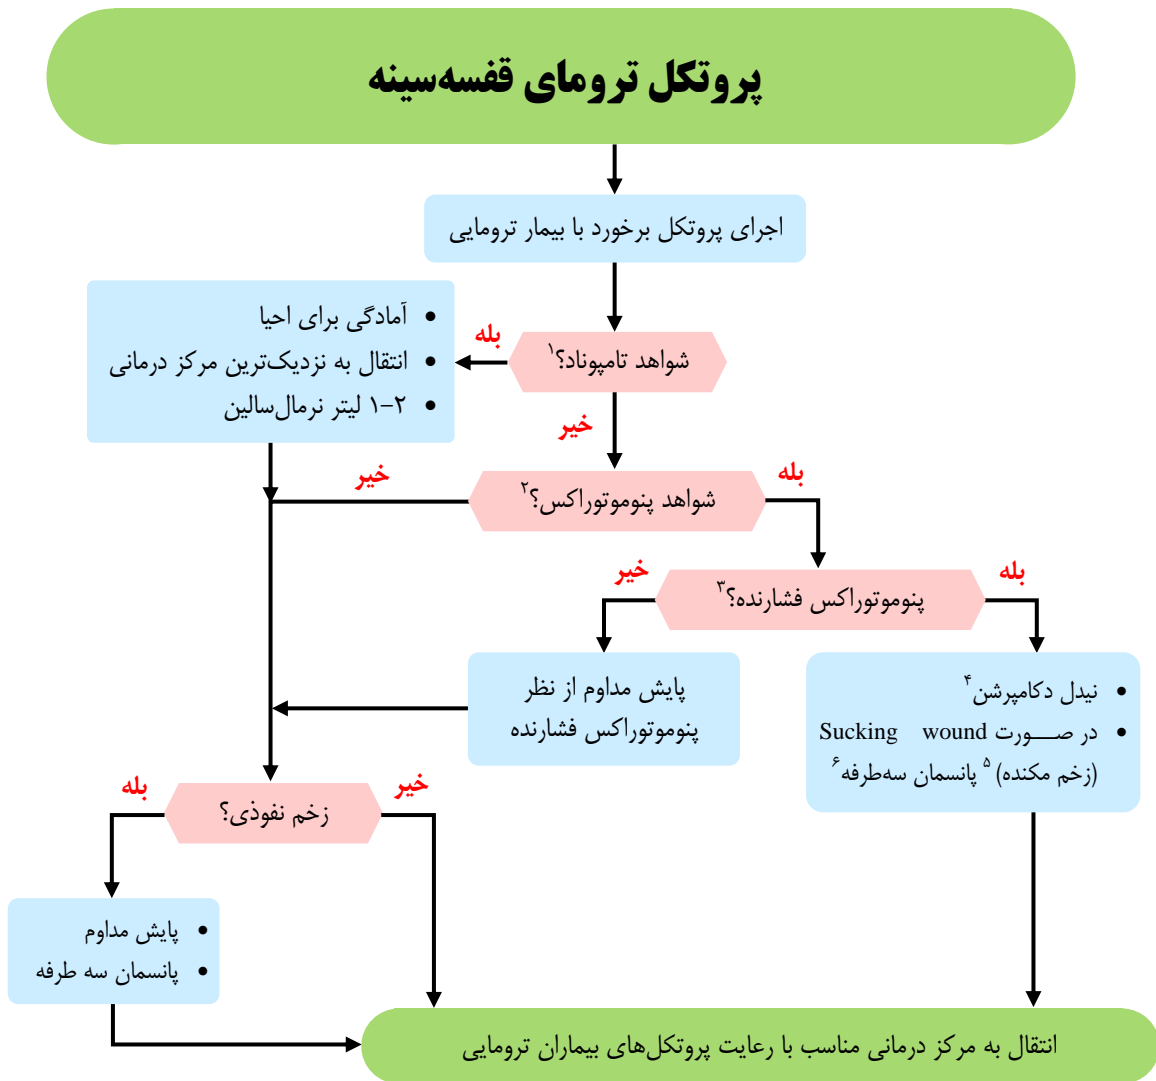 پروتکل ترومای قفسه‌سینه
اجرای پروتکل برخورد با بیمار ترومایی
شواهد تامپوناد؟۱
بله
• آمادگی برای احیا
• انتقال به نزدیک‌ترین مرکز درمانی
• ۱–۲ لیتر نرمال‌سالین
خیر
شواهد پنوموتوراکس؟۲
بله
خیر
پنوموتوراکس فشارنده؟۳
بله
خیر
• نیدل دکامپرشن۴
• در صورت Sucking wound
(زخم مکنده)۵ پانسمان سه‌طرفه۶
پایش مداوم از نظر
پنوموتوراکس فشارنده
زخم نفوذی؟
خیر
بله
• پایش مداوم
• پانسمان سه طرفه
انتقال به مرکز درمانی مناسب با رعایت پروتکل‌های بیماران ترومایی